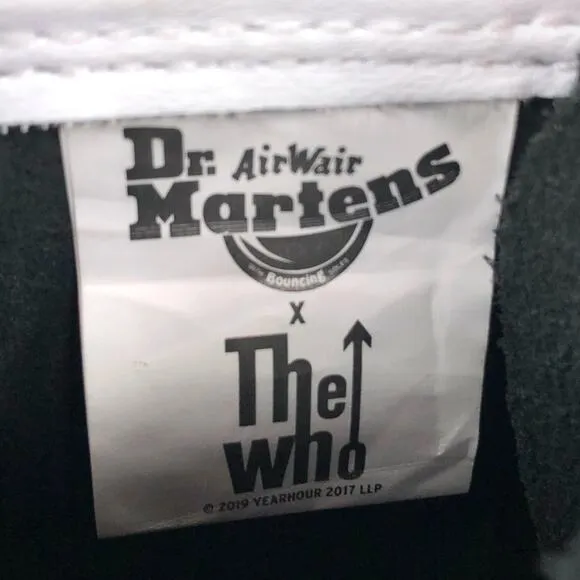 Dr. AirWair
Martens
WITH Bouncing SOLES
X
The
Who
© 2019 YEARHOUR 2017 LLP